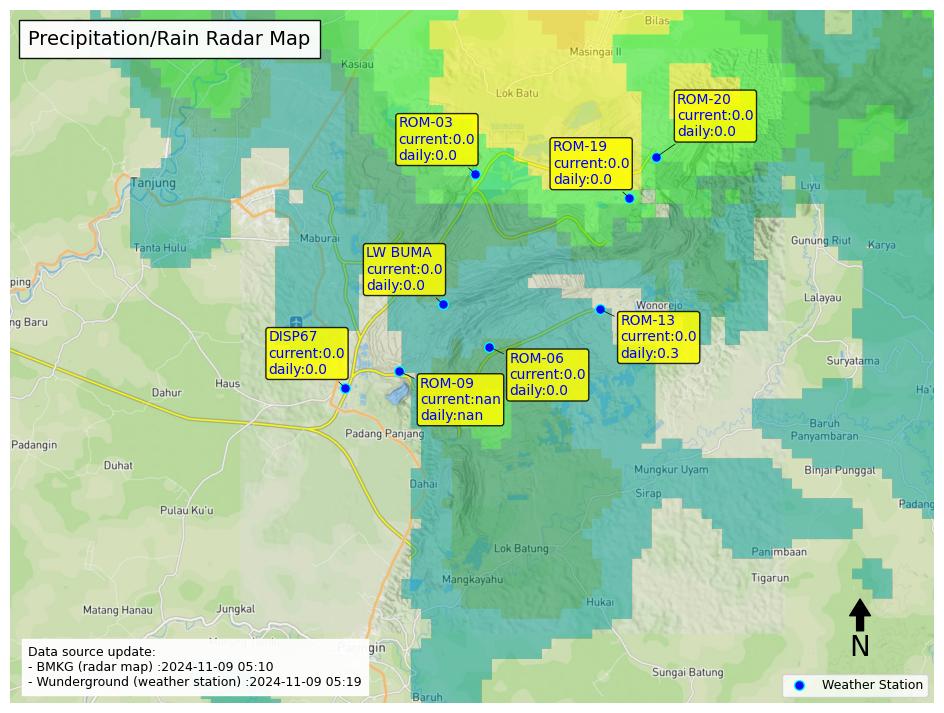 Precipitation/Rain Radar Map
Bilas
Masingai II
Kasiau
Lok Batu
ROM-20
current:0.0
daily:0.0
ROM-03
current:0.0
daily:0.0
ROM-19
current:0.0
daily:0.0
Tanjung
Liyu
Maburai
Tanta Hulu
Gunung Riut
Karya
LW BUMA
current:0.0
daily:0.0
ping
Lalayau
Wonorejo
ng Baru
ROM-13
current:0.0
daily:0.3
DISP67
current:0.0
daily:0.0
ROM-06
current:0.0
daily:0.0
Suryatama
Haus
Dahur
Ha'
ROM-09
current:nan
daily:nan
Baruh
Panyambaran
Padang Panjang
Padangin
Duhat
Mungkur Uyam
Binjai Punggal
Dahai
Sirap
Padang
Pulau Ku'u
Lok Batung
Panimbaan
Mangkayahu
Tigarun
Hukai
Matang Hanau
Jungkal
Paringin
Data source update:
- BMKG (radar map) :2024-11-09 05:10
- Wunderground (weather station) :2024-11-09 05:19
N
Sungai Batung
Weather Station
Baruh